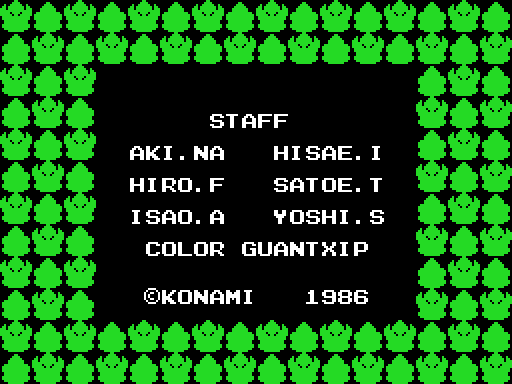 STAFF
AKI.NA HISAE.I
HIRO.F SATOE.T
ISAO.A YOSHI.S
COLOR GUANTXIP
©KONAMI 1986